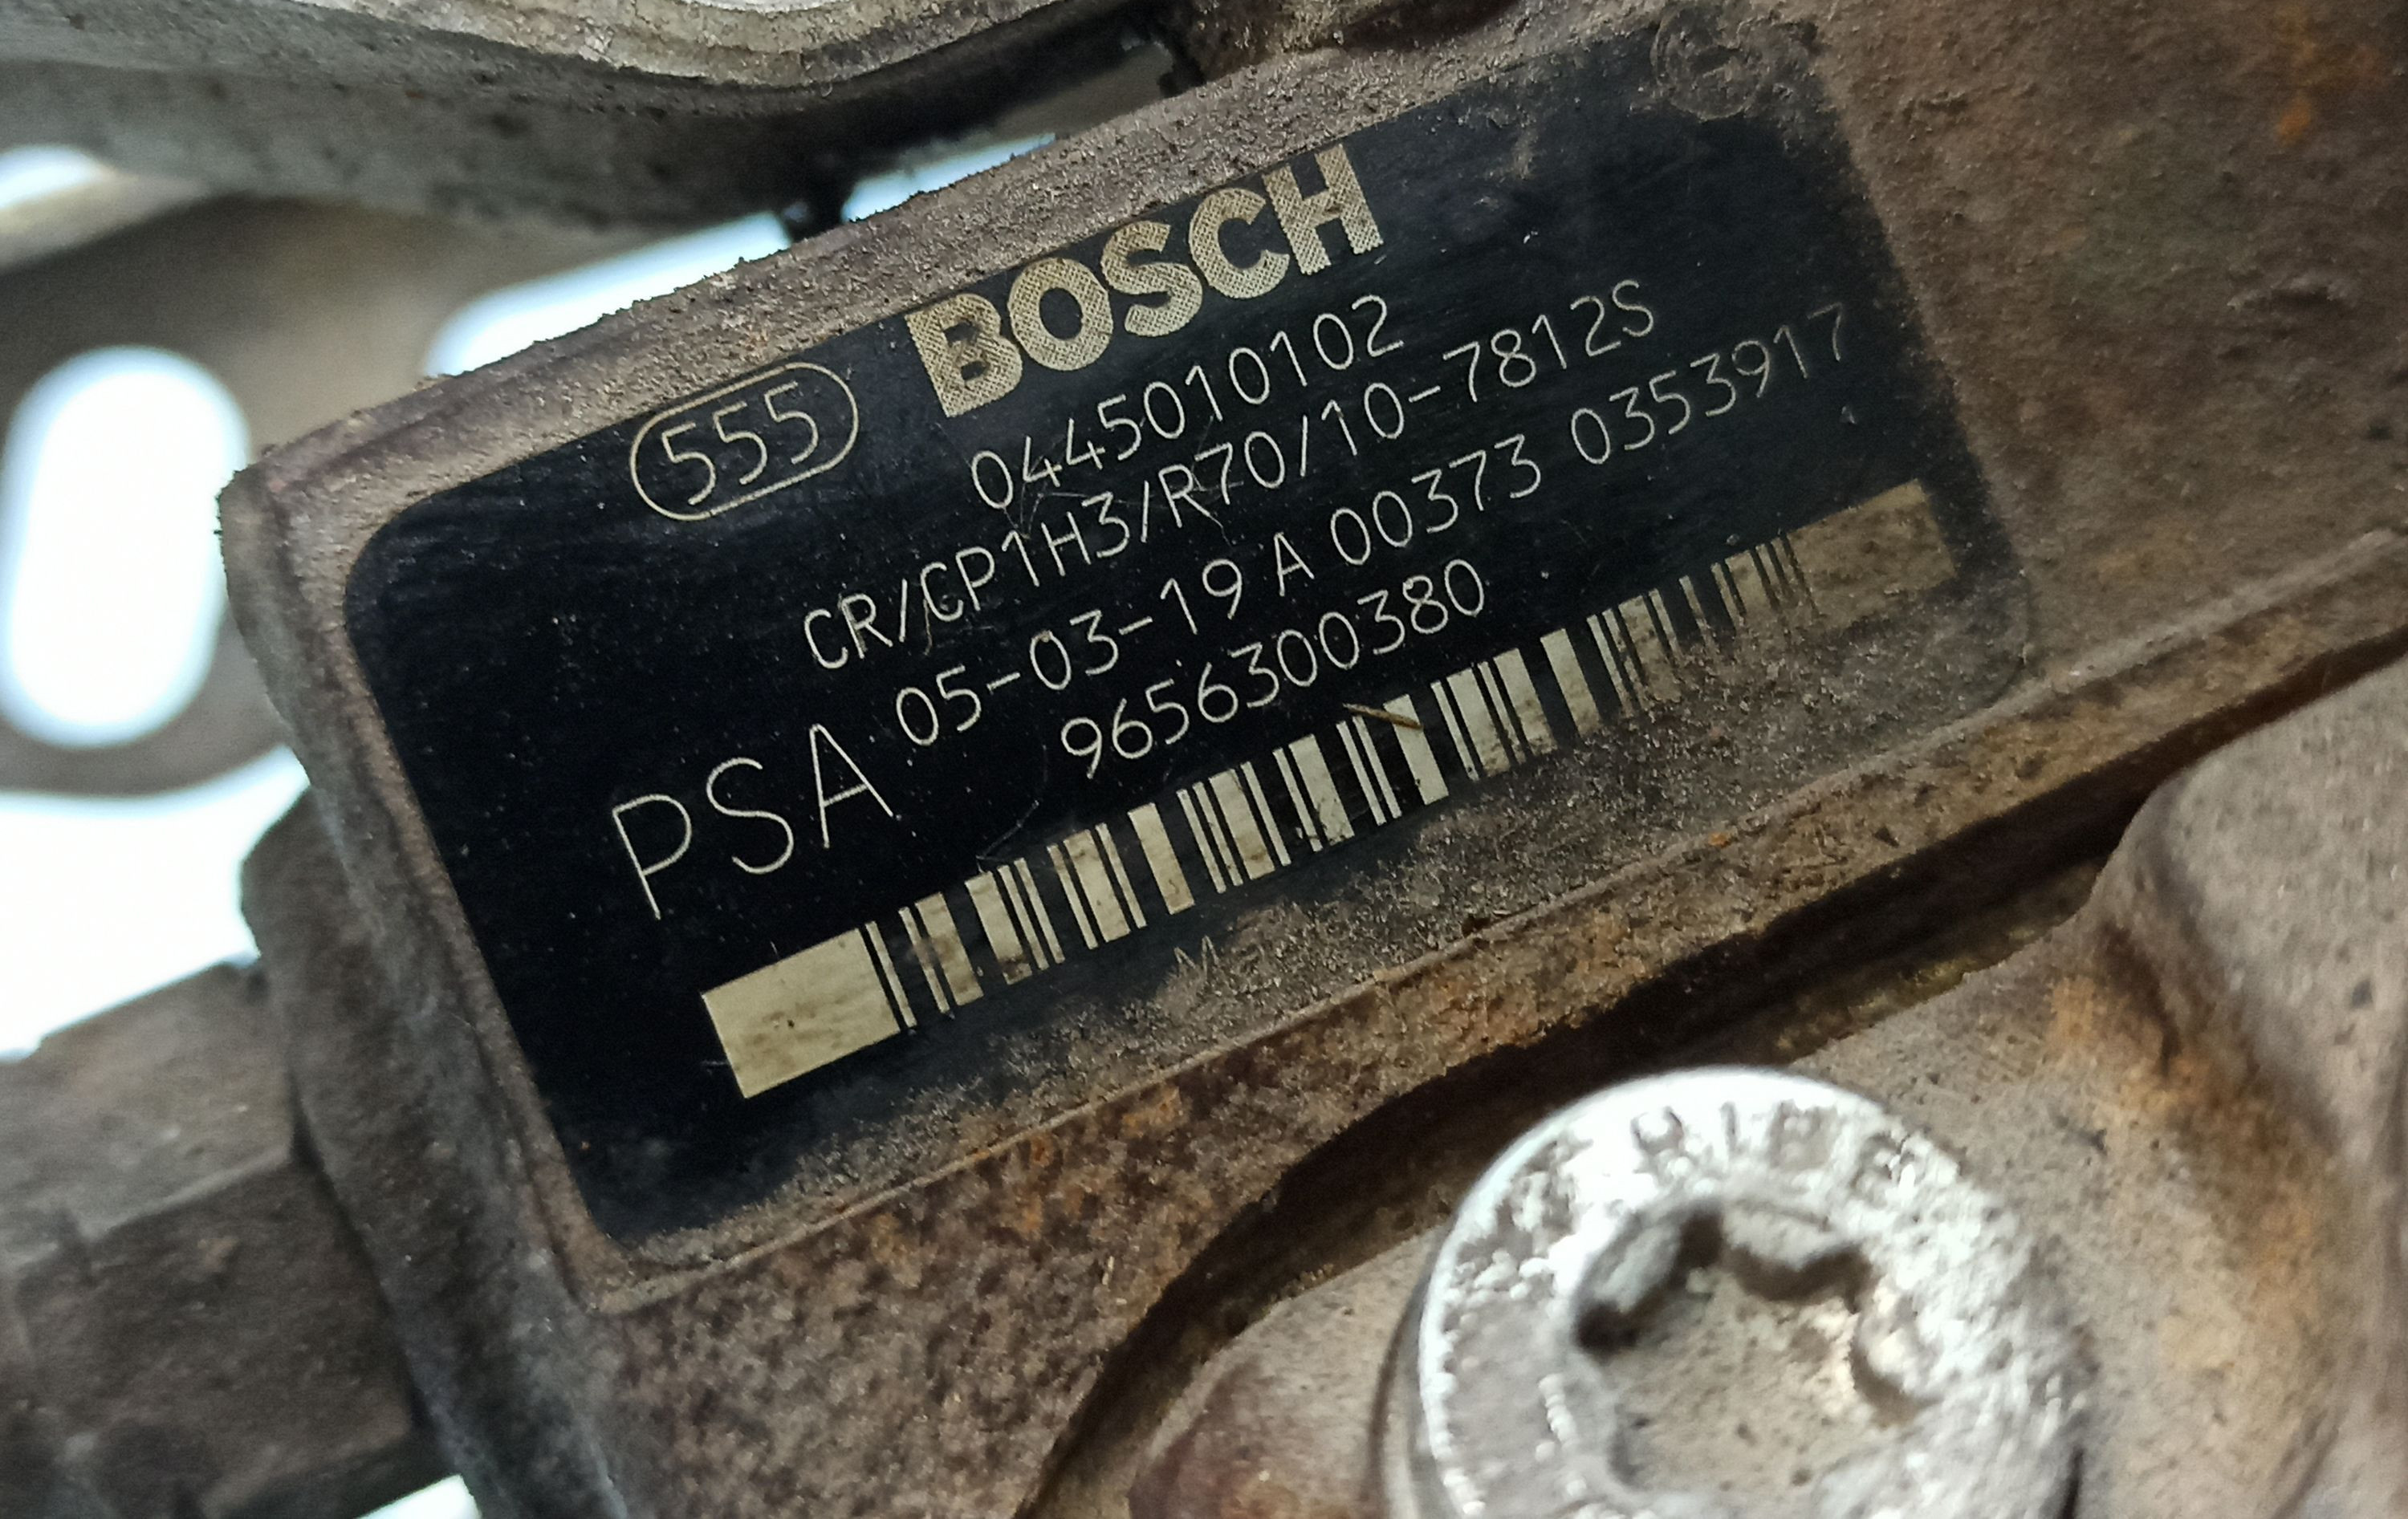 555 BOSCH
0445010102
CR/CP1H3/R70/10-7812S
05-03-19 A 00373 0353917
PSA 9656300380